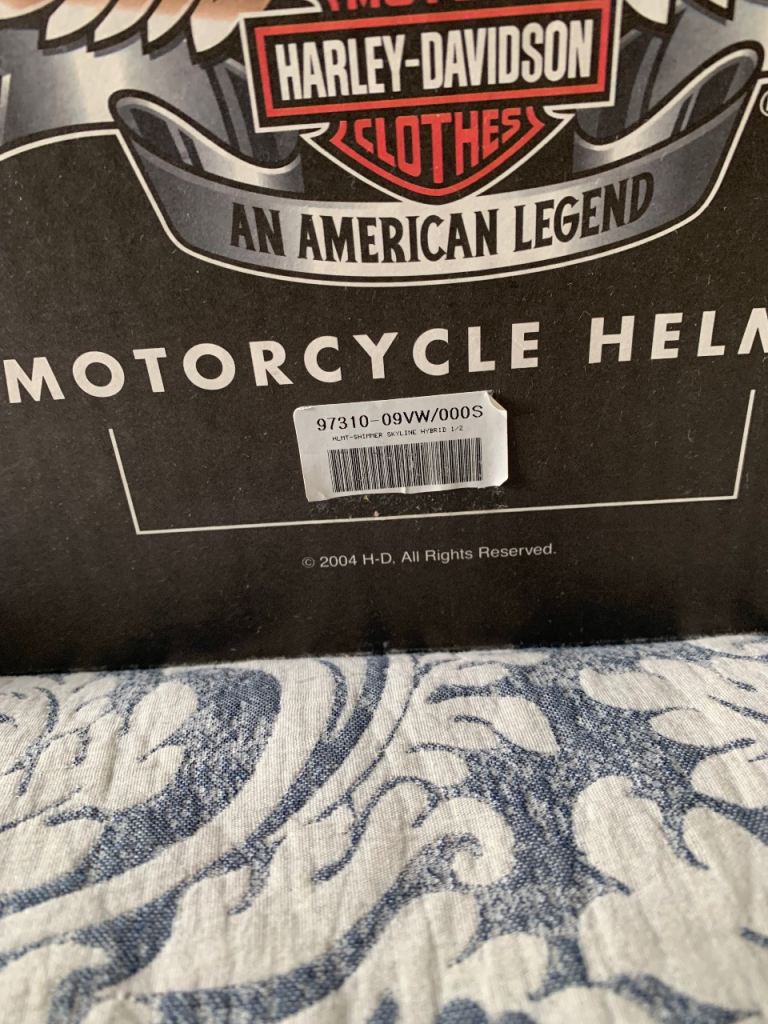 HARLEY-DAVIDSON
CLOTHES
AN AMERICAN LEGEND
MOTORCYCLE
97310-09VW/000S
HLMT-SHIMMER SKYLINE HYBRID 1/2
© 2004 H-D, All Rights Reserved.